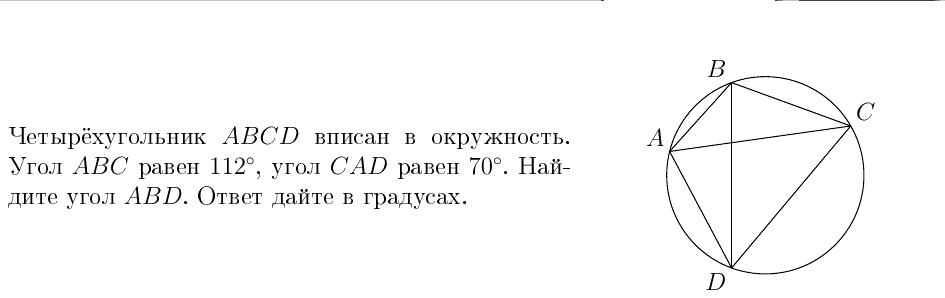 B
C
Четырёхугольник ABCD вписан в окружность.
A
Угол ABC равен 112°, угол CAD равен 70°. Най-
дите угол ABD. Ответ дайте в градусах.
D